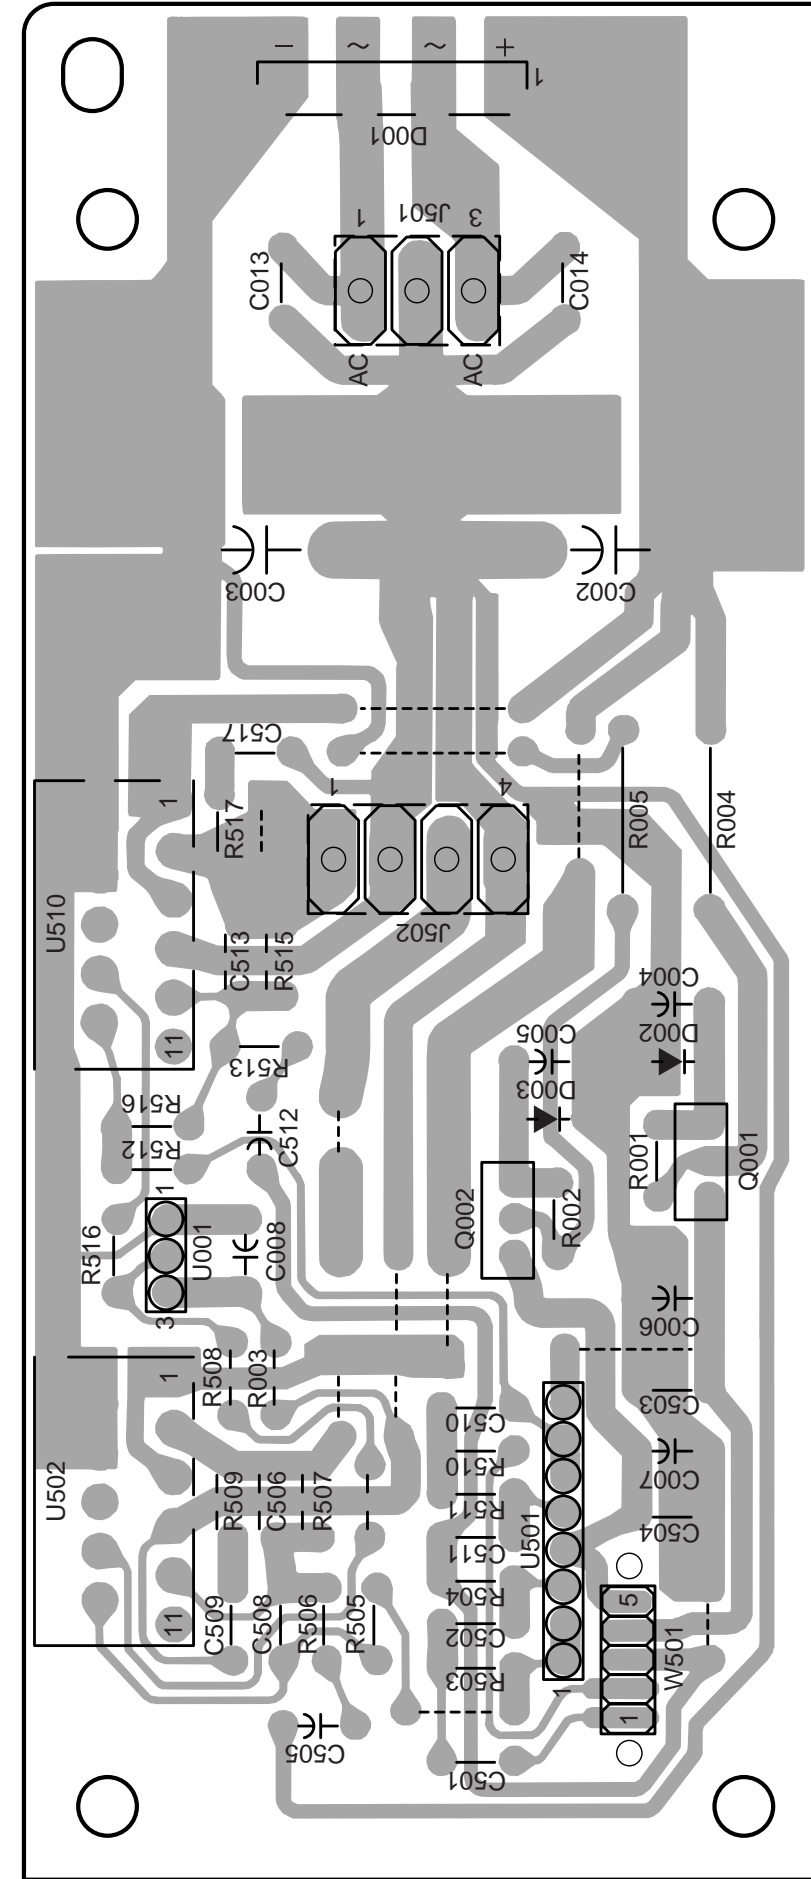 − ~ ~ +
1
D001
1 J501 3
C013
C014
AC
AC
C003
C002
C517
1
R517
1
4
R005
R004
U510
J502
C513
R515
C004
11
R513
C005
D002
D003
R516
C512
R512
R001
Q001
1
Q002
R002
R516
U001
C008
3
C006
R508
R003
1
C503
C510
U502
R509
C506
R507
R510
C007
R511
U501
C504
C511
11
C509
C508
R506
R505
R504
5
C502
W501
R503
1
1
C505
C501